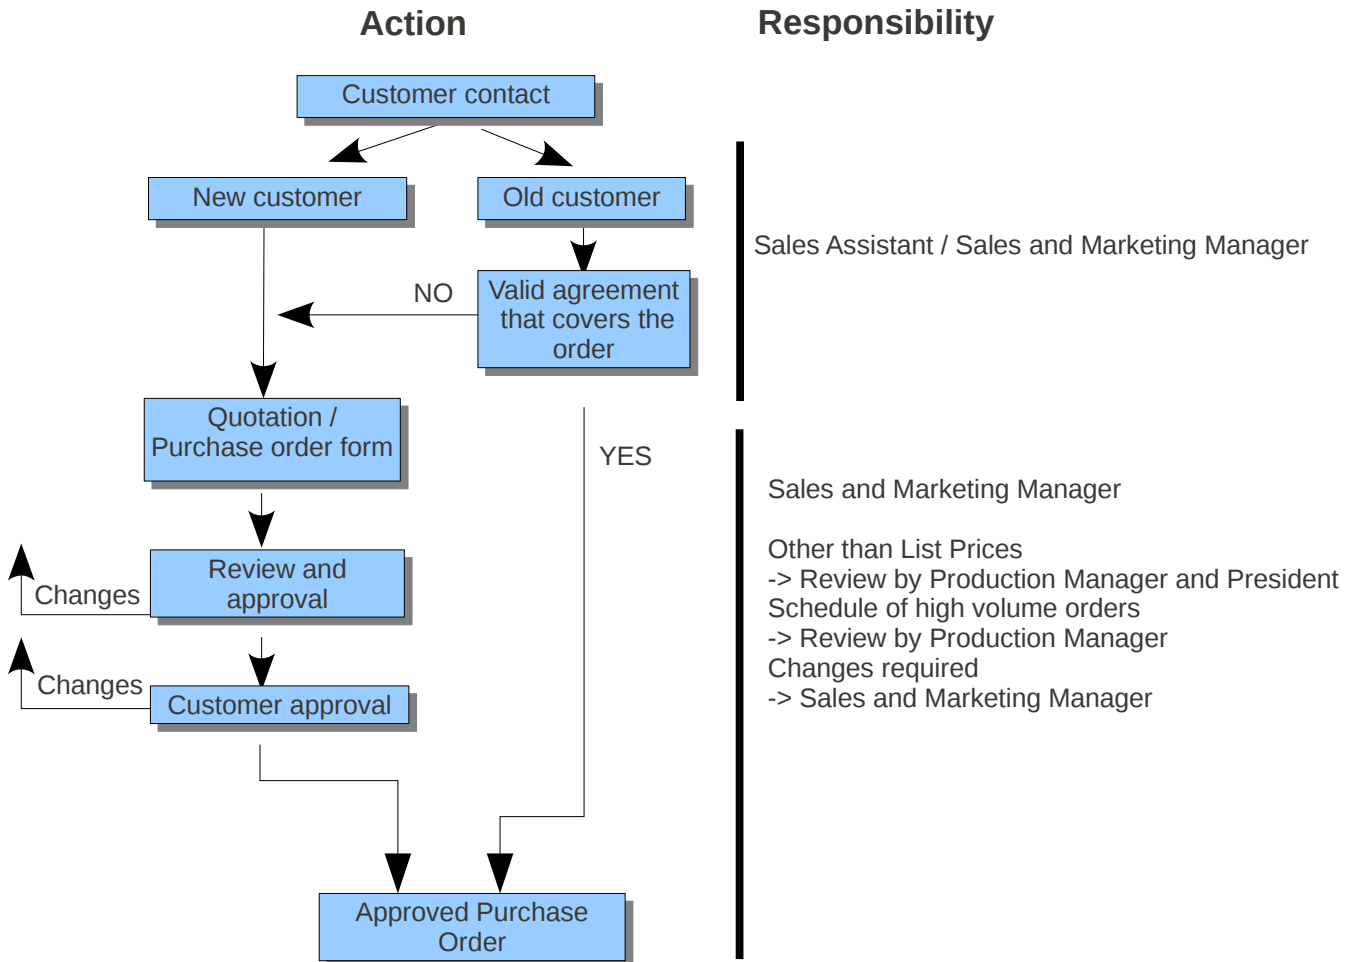 Action
Responsibility
Customer contact
New customer
Old customer
Sales Assistant / Sales and Marketing Manager
NO
Valid agreement
that covers the
order
Quotation /
Purchase order form
YES
Sales and Marketing Manager
Other than List Prices
-> Review by Production Manager and President
Schedule of high volume orders
-> Review by Production Manager
Changes required
-> Sales and Marketing Manager
Review and
approval
Changes
Customer approval
Changes
Approved Purchase
Order